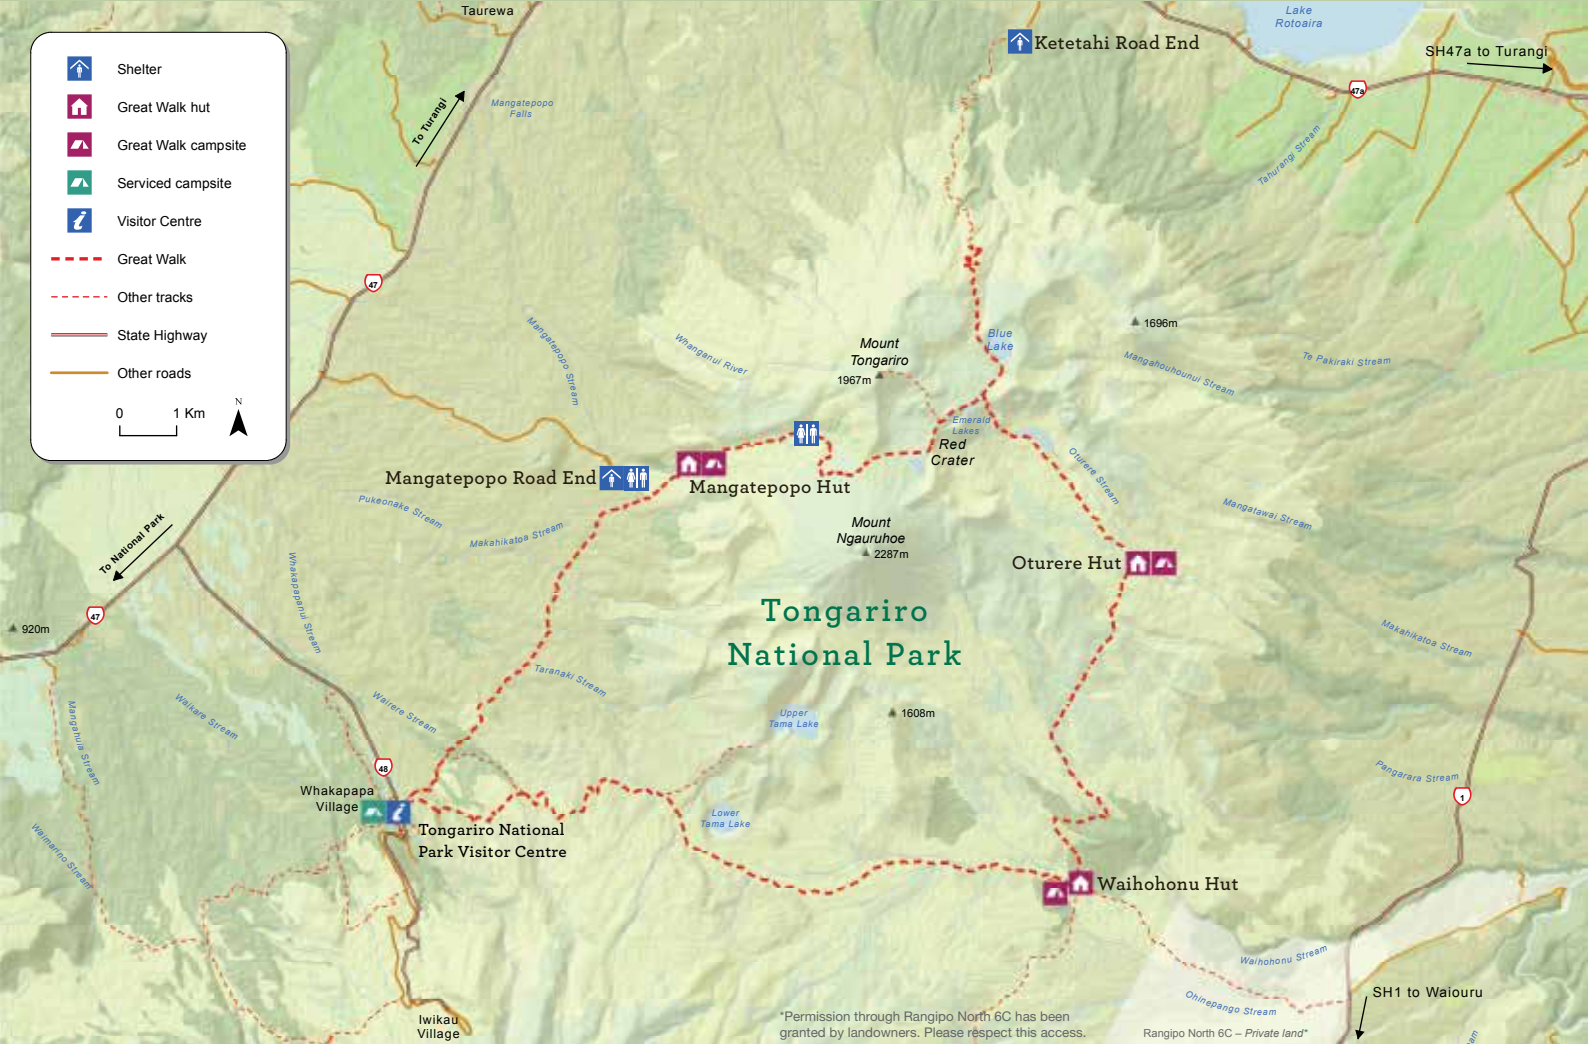 Taurewa
Lake
Rotoaira
Ketetahi Road End
SH47a to Turangi
47a
Shelter
Great Walk hut
Great Walk campsite
Serviced campsite
Visitor Centre
Great Walk
Other tracks
State Highway
Other roads
0 1 Km
N
To Turangi
Mangatepopo
Falls
Tahurangi Stream
47
Mangatepopo Stream
Whanganui River
Mount
Tongariro
1967m
Blue
Lake
1696m
Mangahouhounui Stream
Te Pakiraki Stream
Emerald
Lakes
Red
Crater
Oturere Stream
Mangatepopo Road End
Mangatepopo Hut
Pukeonake Stream
Makahikatoa Stream
Mangatawai Stream
To National Park
Mount
Ngauruhoe
2287m
Oturere Hut
Whakapapanui Stream
47
920m
Tongariro
National Park
Makahikatoa Stream
Taranaki Stream
Mangahuia Stream
Waikare Stream
Wairere Stream
Upper
Tama Lake
1608m
48
Pangarara Stream
1
Whakapapa
Village
Lower
Tama Lake
Tongariro National
Park Visitor Centre
Waimarino Stream
Waihohonu Hut
Waihohonu Stream
Ohinepango Stream
SH1 to Waiouru
Iwikau
Village
*Permission through Rangipo North 6C has been
granted by landowners. Please respect this access.
Rangipo North 6C – Private land*